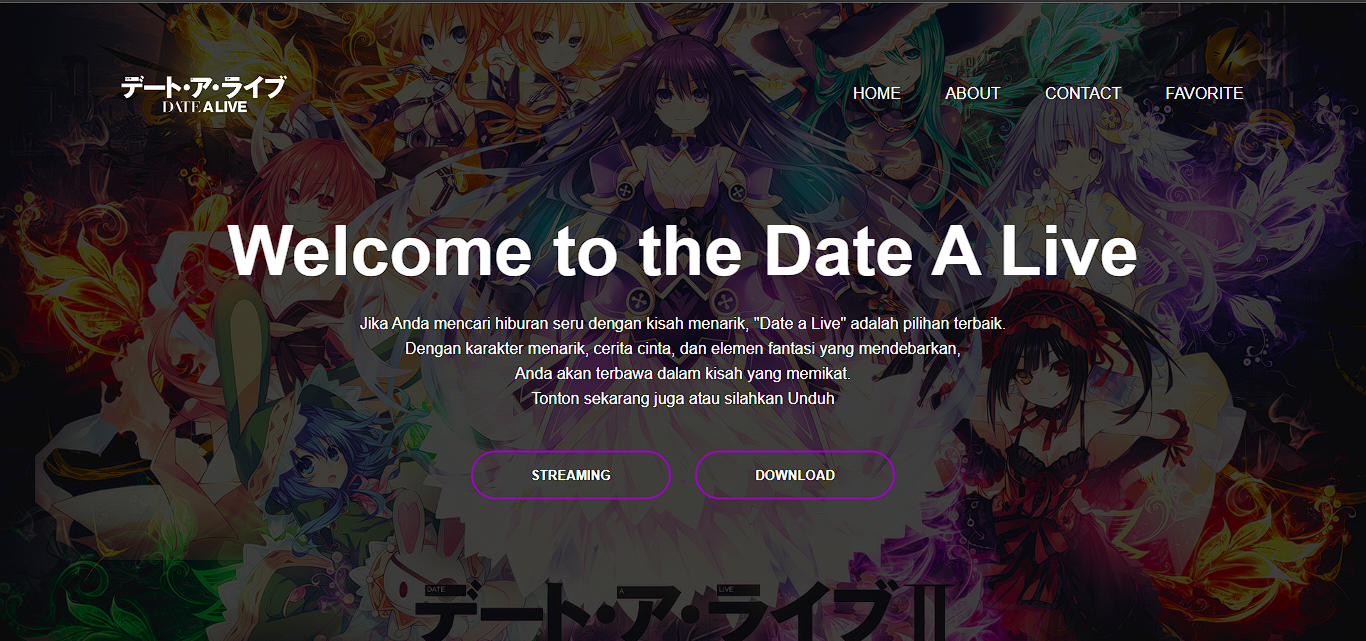 デート・ア・ライブ
DATE A LIVE
HOME ABOUT CONTACT FAVORITE
Welcome to the Date A Live
Jika Anda mencari hiburan seru dengan kisah menarik, "Date a Live" adalah pilihan terbaik.
Dengan karakter menarik, cerita cinta, dan elemen fantasi yang mendebarkan,
Anda akan terbawa dalam kisah yang memikat.
Tonton sekarang juga atau silahkan Unduh
STREAMING DOWNLOAD
DATE A LIVE
デート・ア・ライブII